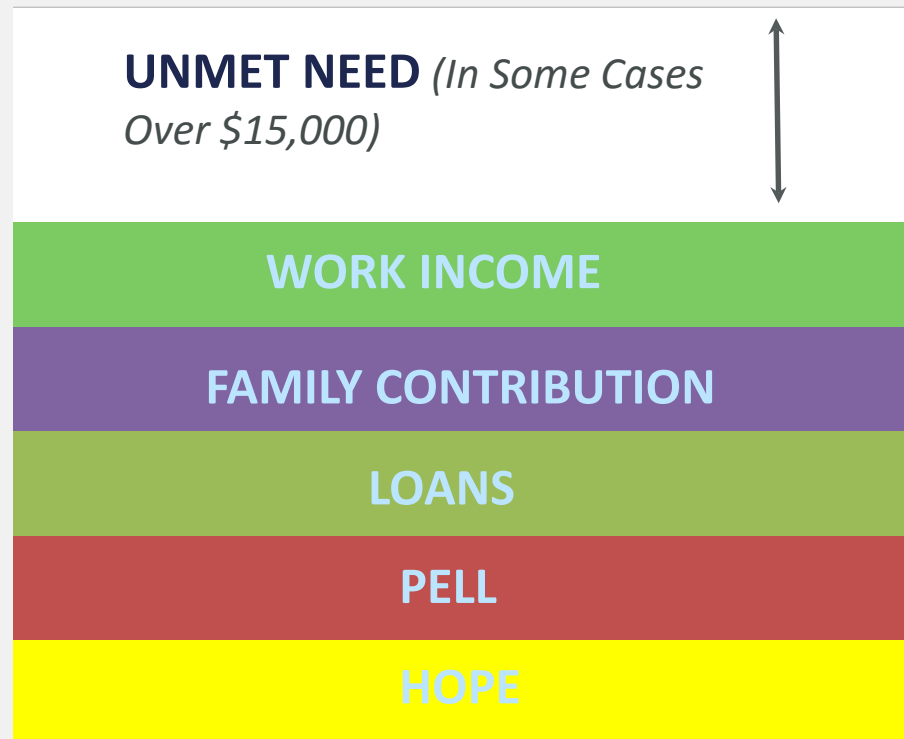 UNMET NEED (In Some Cases
Over $15,000)
WORK INCOME
FAMILY CONTRIBUTION
LOANS
PELL
HOPE